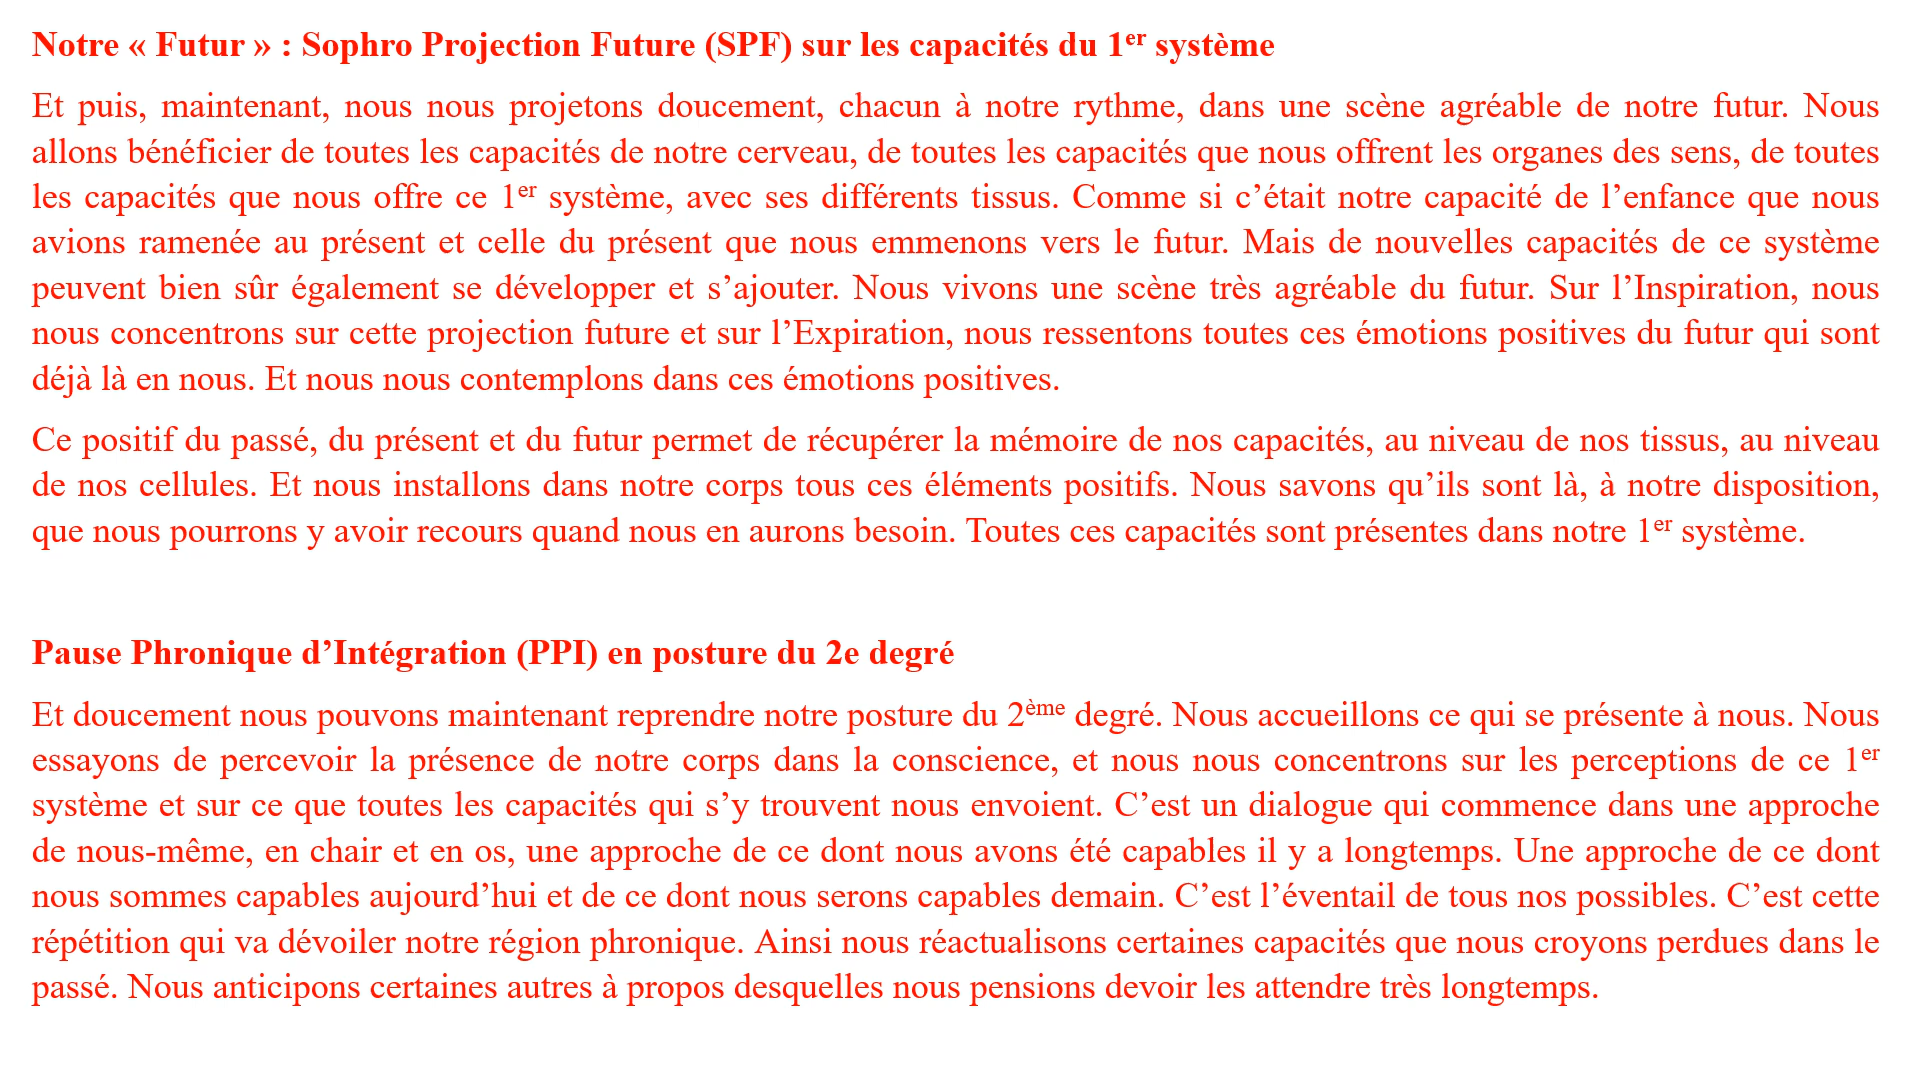 Notre « Futur » : Sophro Projection Future (SPF) sur les capacités du 1er système
Et puis, maintenant, nous nous projetons doucement, chacun à notre rythme, dans une scène agréable de notre futur. Nous
allons bénéficier de toutes les capacités de notre cerveau, de toutes les capacités que nous offrent les organes des sens, de toutes
les capacités que nous offre ce 1er système, avec ses différents tissus. Comme si c’était notre capacité de l’enfance que nous
avions ramenée au présent et celle du présent que nous emmenons vers le futur. Mais de nouvelles capacités de ce système
peuvent bien sûr également se développer et s’ajouter. Nous vivons une scène très agréable du futur. Sur l’Inspiration, nous
nous concentrons sur cette projection future et sur l’Expiration, nous ressentons toutes ces émotions positives du futur qui sont
déjà là en nous. Et nous nous contemplons dans ces émotions positives.
Ce positif du passé, du présent et du futur permet de récupérer la mémoire de nos capacités, au niveau de nos tissus, au niveau
de nos cellules. Et nous installons dans notre corps tous ces éléments positifs. Nous savons qu’ils sont là, à notre disposition,
que nous pourrons y avoir recours quand nous en aurons besoin. Toutes ces capacités sont présentes dans notre 1er système.
Pause Phronique d’Intégration (PPI) en posture du 2e degré
Et doucement nous pouvons maintenant reprendre notre posture du 2ème degré. Nous accueillons ce qui se présente à nous. Nous
essayons de percevoir la présence de notre corps dans la conscience, et nous nous concentrons sur les perceptions de ce 1er
système et sur ce que toutes les capacités qui s’y trouvent nous envoient. C’est un dialogue qui commence dans une approche
de nous-même, en chair et en os, une approche de ce dont nous avons été capables il y a longtemps. Une approche de ce dont
nous sommes capables aujourd’hui et de ce dont nous serons capables demain. C’est l’éventail de tous nos possibles. C’est cette
répétition qui va dévoiler notre région phronique. Ainsi nous réactualisons certaines capacités que nous croyons perdues dans le
passé. Nous anticipons certaines autres à propos desquelles nous pensions devoir les attendre très longtemps.